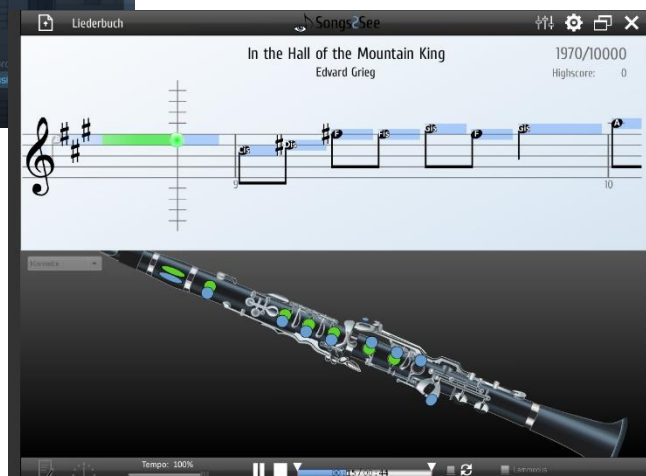 Liederbuch
Songs2See
In the Hall of the Mountain King
Edvard Grieg
1970/10000
Highscore: 0
Cis Dis F Fis Gis F Gis A
9 10
Tempo: 100%